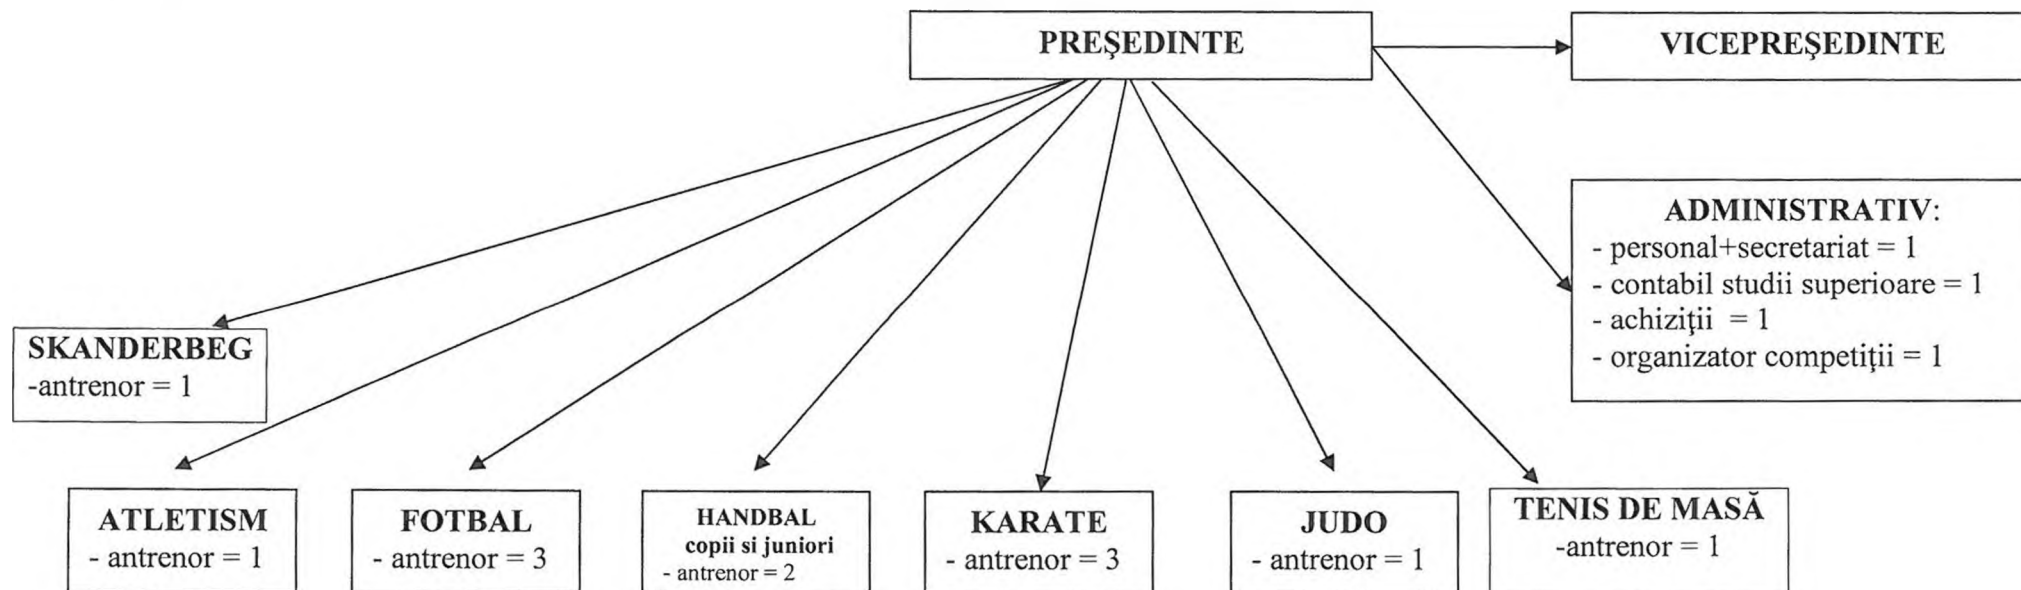 PREŞEDINTE
VICEPREŞEDINTE
ADMINISTRATIV:
- personal+secretariat = 1
- contabil studii superioare = 1
- achiziţii = 1
- organizator competiţii = 1
SKANDERBEG
-antrenor = 1
ATLETISM
- antrenor = 1
FOTBAL
- antrenor = 3
HANDBAL
copii si juniori
- antrenor = 2
KARATE
- antrenor = 3
JUDO
- antrenor = 1
TENIS DE MASĂ
-antrenor = 1